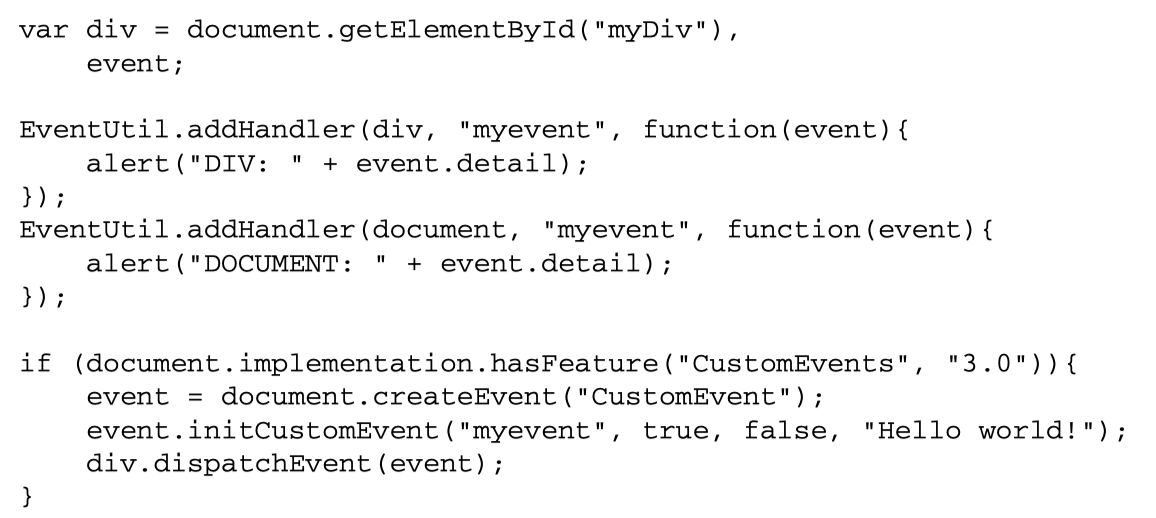 var div = document.getElementById("myDiv"),
    event;

EventUtil.addHandler(div, "myevent", function(event){
    alert("DIV: " + event.detail);
});
EventUtil.addHandler(document, "myevent", function(event){
    alert("DOCUMENT: " + event.detail);
});

if (document.implementation.hasFeature("CustomEvents", "3.0")){
    event = document.createEvent("CustomEvent");
    event.initCustomEvent("myevent", true, false, "Hello world!");
    div.dispatchEvent(event);
}